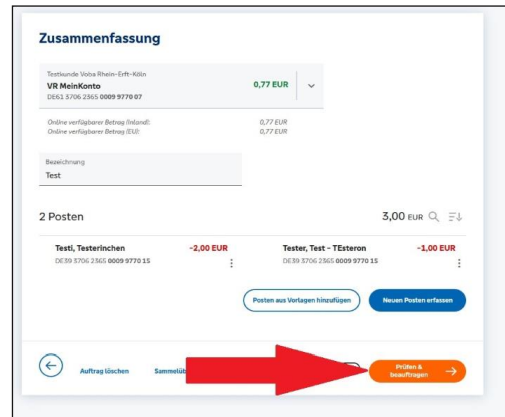 Zusammenfassung
Testkunde Voba Rhein-Erft-Köln
VR MeinKonto
0,77 EUR
DE61 3706 2365 0009 9770 07
Online verfügbarer Betrag (Inland): 0,77 EUR
Online verfügbarer Betrag (EU): 0,77 EUR
Bezeichnung
Test
2 Posten
3,00 EUR
Testi, Testerinchen -2,00 EUR
DE39 3706 2365 0009 9770 15
Tester, Test - TEsteron -1,00 EUR
DE39 3706 2365 0009 9770 15
Posten aus Vorlagen hinzufügen
Neuen Posten erfassen
Auftrag löschen
Prüfen &
beauftragen